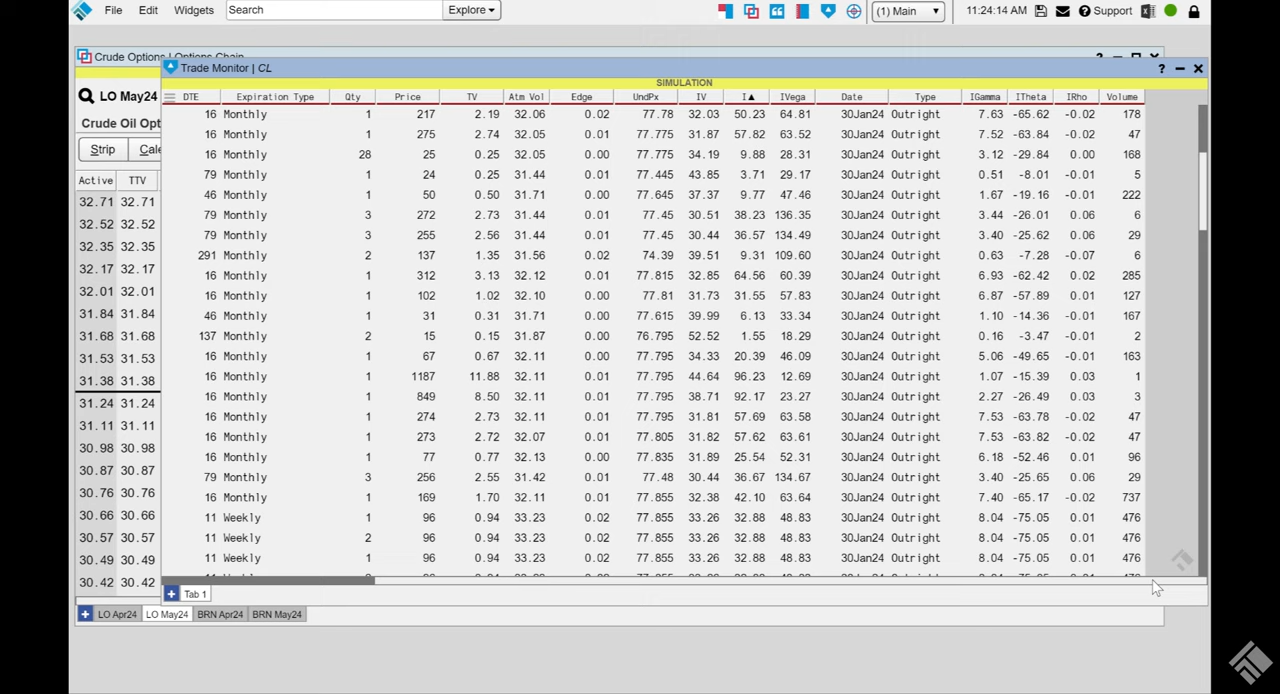 File Edit Widgets Search Explore (1) Main 11:24:14 AM Support
Crude Options | Options Chain
Trade Monitor | CL
SIMULATION
LO May24
Crude Oil Opt
Strip Cale
Active TTV
32.71 32.71
32.52 32.52
32.35 32.35
32.17 32.17
32.01 32.01
31.84 31.84
31.68 31.68
31.53 31.53
31.38 31.38
31.24 31.24
31.11 31.11
30.98 30.98
30.87 30.87
30.76 30.76
30.66 30.66
30.57 30.57
30.49 30.49
30.42 30.42
DTE Expiration Type Qty Price TV Atm Vol Edge UndPx IV I▲ IVega Date Type IGamma ITheta IRho Volume
16 Monthly 1 217 2.19 32.06 0.02 77.78 32.03 50.23 64.81 30Jan24 Outright 7.63 -65.62 -0.02 178
16 Monthly 1 275 2.74 32.05 0.01 77.775 31.87 57.82 63.52 30Jan24 Outright 7.52 -63.84 -0.02 47
16 Monthly 28 25 0.25 32.05 0.00 77.775 34.19 9.88 28.31 30Jan24 Outright 3.12 -29.84 0.00 168
79 Monthly 1 24 0.25 31.44 0.01 77.445 43.85 3.71 29.17 30Jan24 Outright 0.51 -8.01 -0.01 5
46 Monthly 1 50 0.50 31.71 0.00 77.645 37.37 9.77 47.46 30Jan24 Outright 1.67 -19.16 -0.01 222
79 Monthly 3 272 2.73 31.44 0.01 77.45 30.51 38.23 136.35 30Jan24 Outright 3.44 -26.01 0.06 6
79 Monthly 3 255 2.56 31.44 0.01 77.45 30.44 36.57 134.49 30Jan24 Outright 3.40 -25.62 0.06 29
291 Monthly 2 137 1.35 31.56 0.02 74.39 39.51 9.31 109.60 30Jan24 Outright 0.63 -7.28 -0.07 6
16 Monthly 1 312 3.13 32.12 0.01 77.815 32.85 64.56 60.39 30Jan24 Outright 6.93 -62.42 0.02 285
16 Monthly 1 102 1.02 32.10 0.00 77.81 31.73 31.55 57.83 30Jan24 Outright 6.87 -57.89 0.01 127
46 Monthly 1 31 0.31 31.71 0.00 77.615 39.99 6.13 33.34 30Jan24 Outright 1.10 -14.36 -0.01 167
137 Monthly 2 15 0.15 31.87 0.00 76.795 52.52 1.55 18.29 30Jan24 Outright 0.16 -3.47 -0.01 2
16 Monthly 1 67 0.67 32.11 0.00 77.795 34.33 20.39 46.09 30Jan24 Outright 5.06 -49.65 0.01 163
16 Monthly 1 1187 11.88 32.11 0.01 77.795 44.64 96.23 12.69 30Jan24 Outright 1.07 -15.39 0.03 1
16 Monthly 1 849 8.50 32.11 0.01 77.795 38.71 92.17 23.27 30Jan24 Outright 2.27 -26.49 0.03 3
16 Monthly 1 274 2.73 32.11 0.01 77.795 31.81 57.69 63.58 30Jan24 Outright 7.53 -63.78 -0.02 47
16 Monthly 1 273 2.72 32.07 0.01 77.805 31.82 57.62 63.61 30Jan24 Outright 7.53 -63.82 -0.02 47
16 Monthly 1 77 0.77 32.13 0.00 77.835 31.89 25.54 52.31 30Jan24 Outright 6.18 -52.46 0.01 96
79 Monthly 3 256 2.55 31.42 0.01 77.48 30.44 36.67 134.67 30Jan24 Outright 3.40 -25.65 0.06 29
16 Monthly 1 169 1.70 32.11 0.01 77.855 32.38 42.10 63.64 30Jan24 Outright 7.40 -65.17 -0.02 737
11 Weekly 1 96 0.94 33.23 0.02 77.855 33.26 32.88 48.83 30Jan24 Outright 8.04 -75.05 0.01 476
11 Weekly 2 96 0.94 33.23 0.02 77.855 33.26 32.88 48.83 30Jan24 Outright 8.04 -75.05 0.01 476
11 Weekly 1 96 0.94 33.23 0.02 77.855 33.26 32.88 48.83 30Jan24 Outright 8.04 -75.05 0.01 476
Tab 1
LO Apr24 LO May24 BRN Apr24 BRN May24